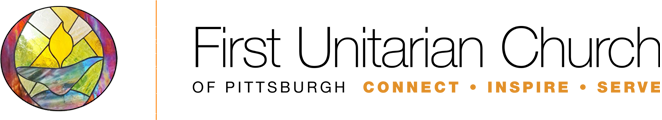 First Unitarian Church
OF PITTSBURGH CONNECT • INSPIRE • SERVE